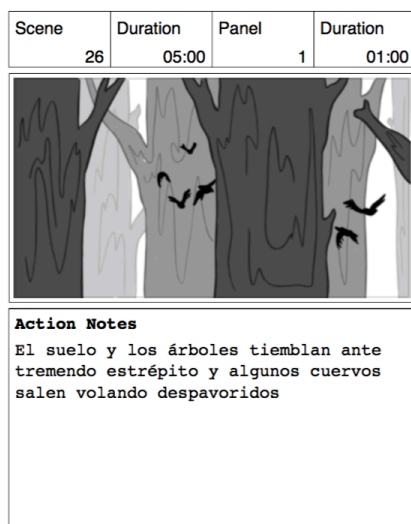 Scene Duration Panel Duration
26 05:00 1 01:00
Action Notes
El suelo y los árboles tiemblan ante
tremendo estrépito y algunos cuervos
salen volando despavoridos